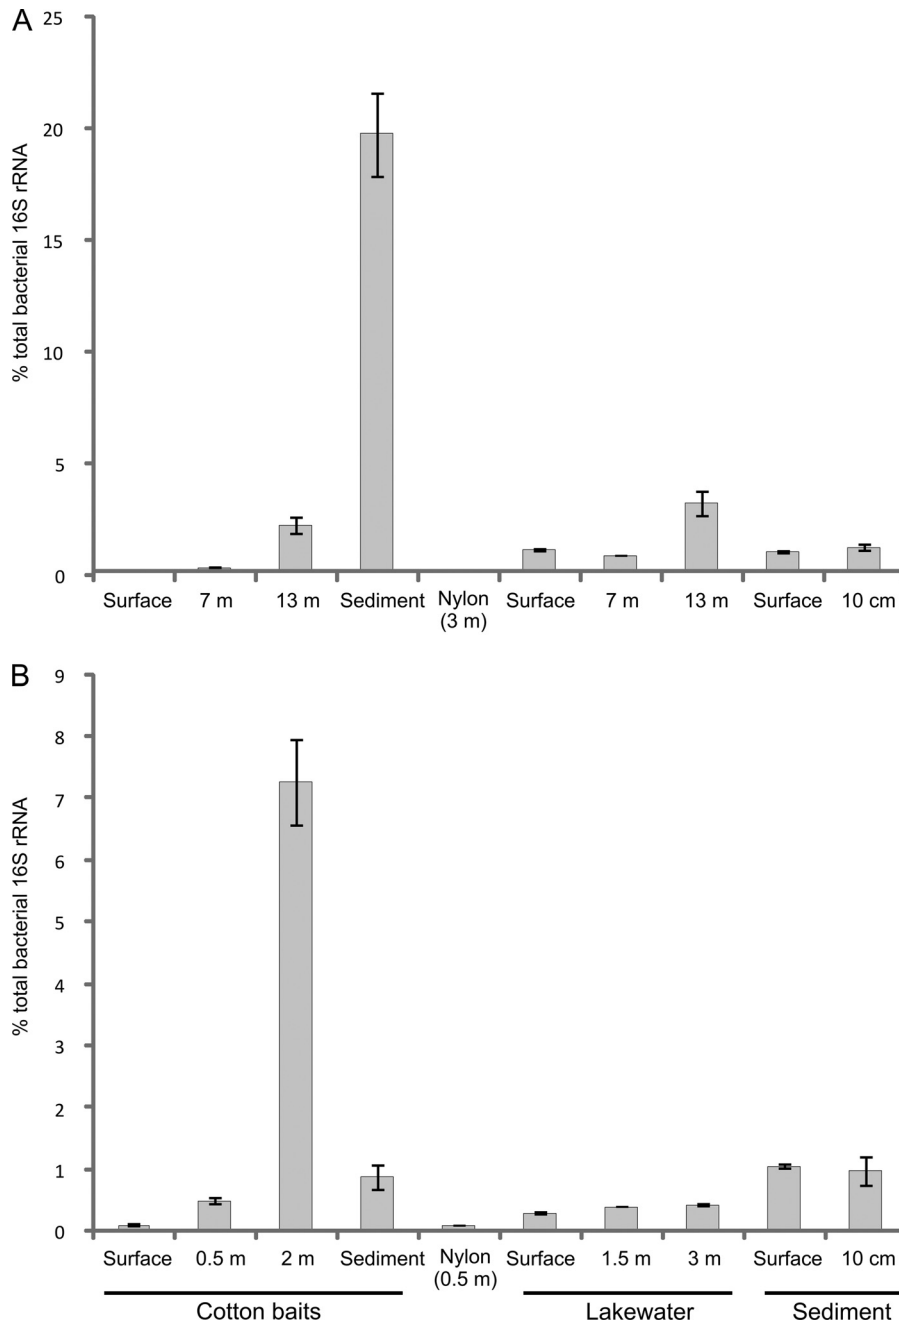 A
25
20
15
10
5
0
% total bacterial 16S rRNA
Surface 7 m 13 m Sediment Nylon Surface 7 m 13 m Surface 10 cm
(3 m)
B
9
8
7
6
5
4
3
2
1
0
% total bacterial 16S rRNA
Surface 0.5 m 2 m Sediment Nylon Surface 1.5 m 3 m Surface 10 cm
(0.5 m)
Cotton baits Lakewater Sediment